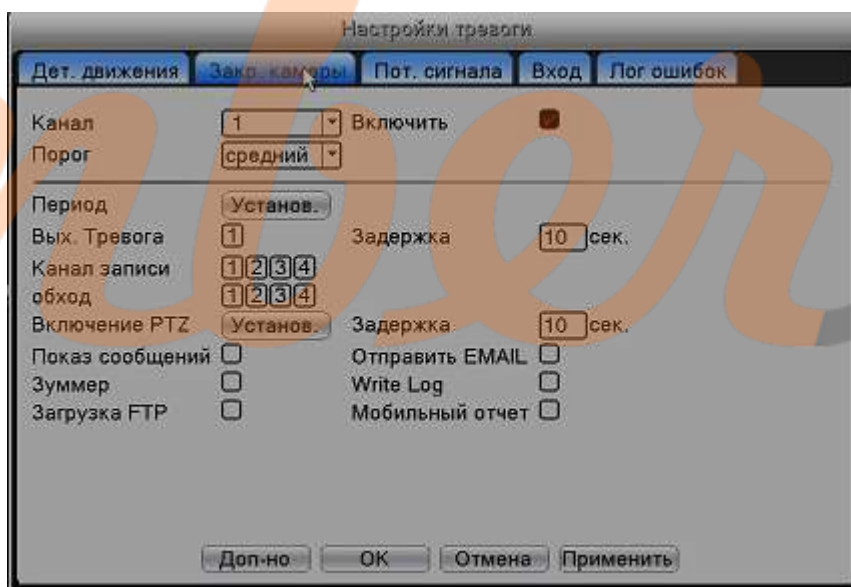 Настройки тревоги
Дет. движения Закр. камеры Пот. сигнала Вход Лог ошибок
Канал 1 Включить
Порог средний
Период Установ.
Вых. Тревога 1 Задержка 10 сек.
Канал записи 1 2 3 4
обход 1 2 3 4
Включение PTZ Установ. Задержка 10 сек.
Показ сообщений Отправить EMAIL
Зуммер Write Log
Загрузка FTP Мобильный отчет
Доп-но OK Отмена Применить